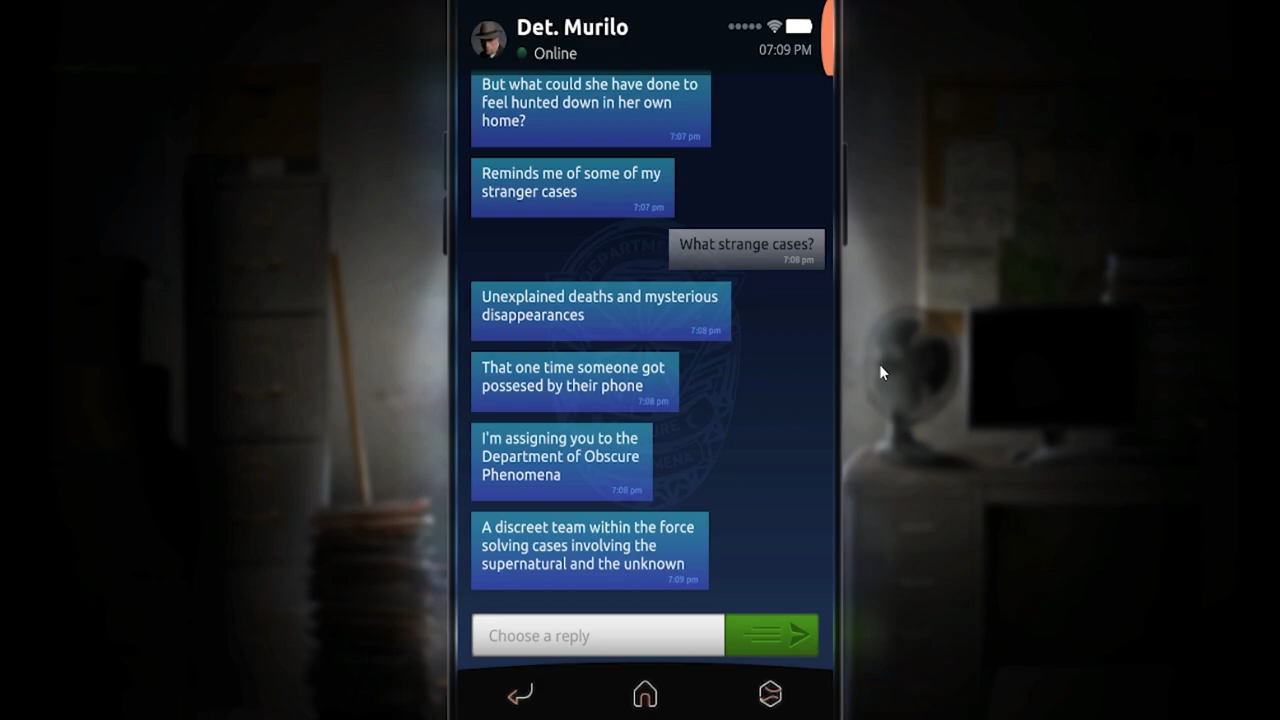 Det. Murilo
Online
07:09 PM
But what could she have done to
feel hunted down in her own
home?
7:07 pm
Reminds me of some of my
stranger cases
7:07 pm
What strange cases?
7:08 pm
Unexplained deaths and mysterious
disappearances
7:08 pm
That one time someone got
possesed by their phone
7:08 pm
I'm assigning you to the
Department of Obscure
Phenomena
7:08 pm
A discreet team within the force
solving cases involving the
supernatural and the unknown
7:09 pm
Choose a reply